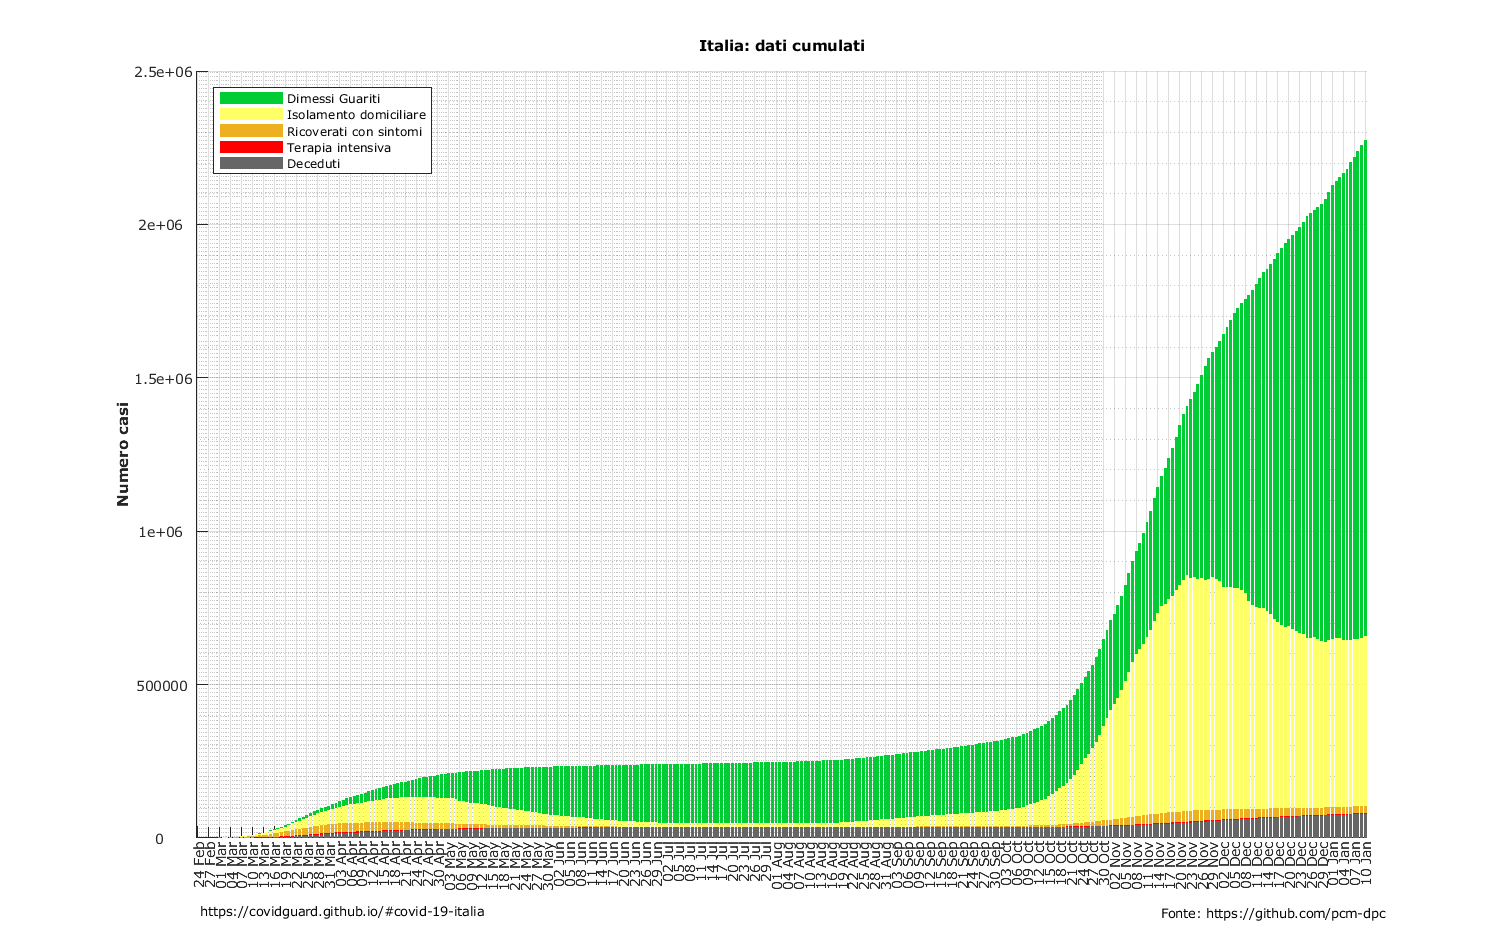 Italia: dati cumulati
2.5e+06
2e+06
1.5e+06
1e+06
500000
0
Numero casi
Dimessi Guariti
Isolamento domiciliare
Ricoverati con sintomi
Terapia intensiva
Deceduti
24 Feb
27 Feb
01 Mar
04 Mar
07 Mar
10 Mar
13 Mar
16 Mar
19 Mar
22 Mar
25 Mar
28 Mar
31 Mar
03 Apr
06 Apr
09 Apr
12 Apr
15 Apr
18 Apr
21 Apr
24 Apr
27 Apr
30 Apr
03 May
06 May
09 May
12 May
15 May
18 May
21 May
24 May
27 May
30 May
02 Jun
05 Jun
08 Jun
11 Jun
14 Jun
17 Jun
20 Jun
23 Jun
26 Jun
29 Jun
02 Jul
05 Jul
08 Jul
11 Jul
14 Jul
17 Jul
20 Jul
23 Jul
26 Jul
29 Jul
01 Aug
04 Aug
07 Aug
10 Aug
13 Aug
16 Aug
19 Aug
22 Aug
25 Aug
28 Aug
31 Aug
03 Sep
06 Sep
09 Sep
12 Sep
15 Sep
18 Sep
21 Sep
24 Sep
27 Sep
30 Sep
03 Oct
06 Oct
09 Oct
12 Oct
15 Oct
18 Oct
21 Oct
24 Oct
27 Oct
30 Oct
02 Nov
05 Nov
08 Nov
11 Nov
14 Nov
17 Nov
20 Nov
23 Nov
26 Nov
29 Nov
02 Dec
05 Dec
08 Dec
11 Dec
14 Dec
17 Dec
20 Dec
23 Dec
26 Dec
29 Dec
01 Jan
04 Jan
07 Jan
10 Jan
https://covidguard.github.io/#covid-19-italia
Fonte: https://github.com/pcm-dpc